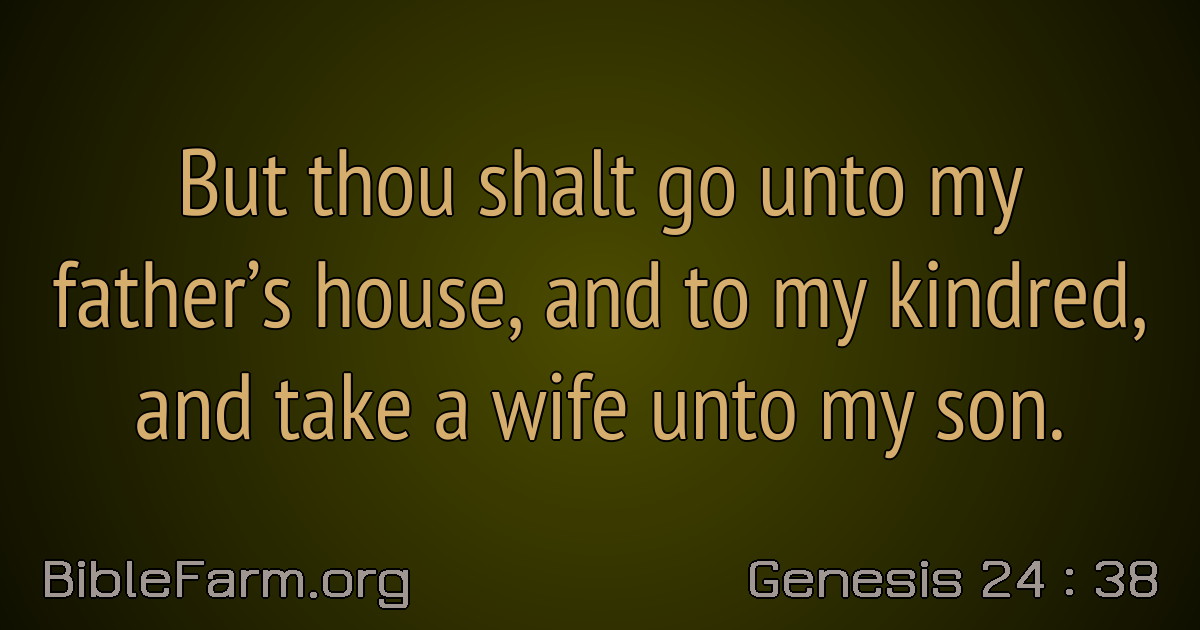 But thou shalt go unto my
father’s house, and to my kindred,
and take a wife unto my son.
BibleFarm.org
Genesis 24 : 38